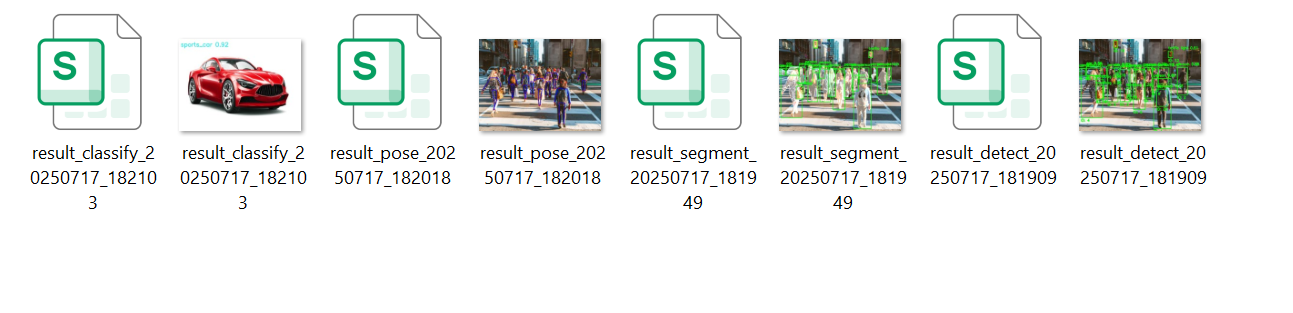 S
sports_car 0.92
S
S
S
result_classify_2
0250717_18210
3
result_classify_2
0250717_18210
3
result_pose_202
50717_182018
result_pose_202
50717_182018
result_segment_
20250717_1819
49
result_segment_
20250717_1819
49
result_detect_20
250717_181909
result_detect_20
250717_181909